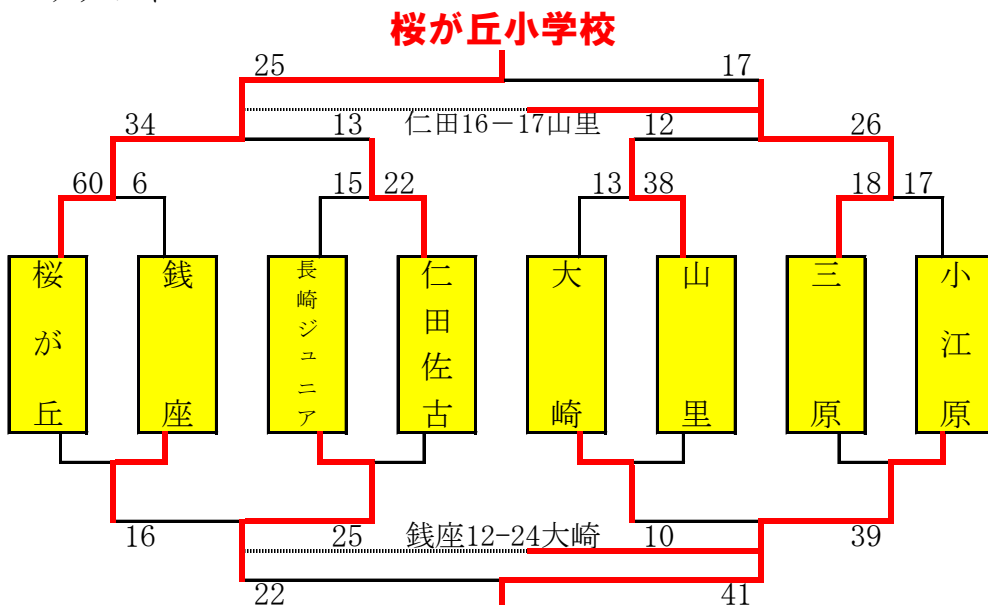 桜が丘小学校
25 17
仁田16－17山里
34 13 12 26
60 6 15 22 13 38 18 17
桜が丘
銭座
長崎ジュニア
仁田佐古
大崎
山里
三原
小江原
16 25 銭座12-24大崎 10 39
22 41